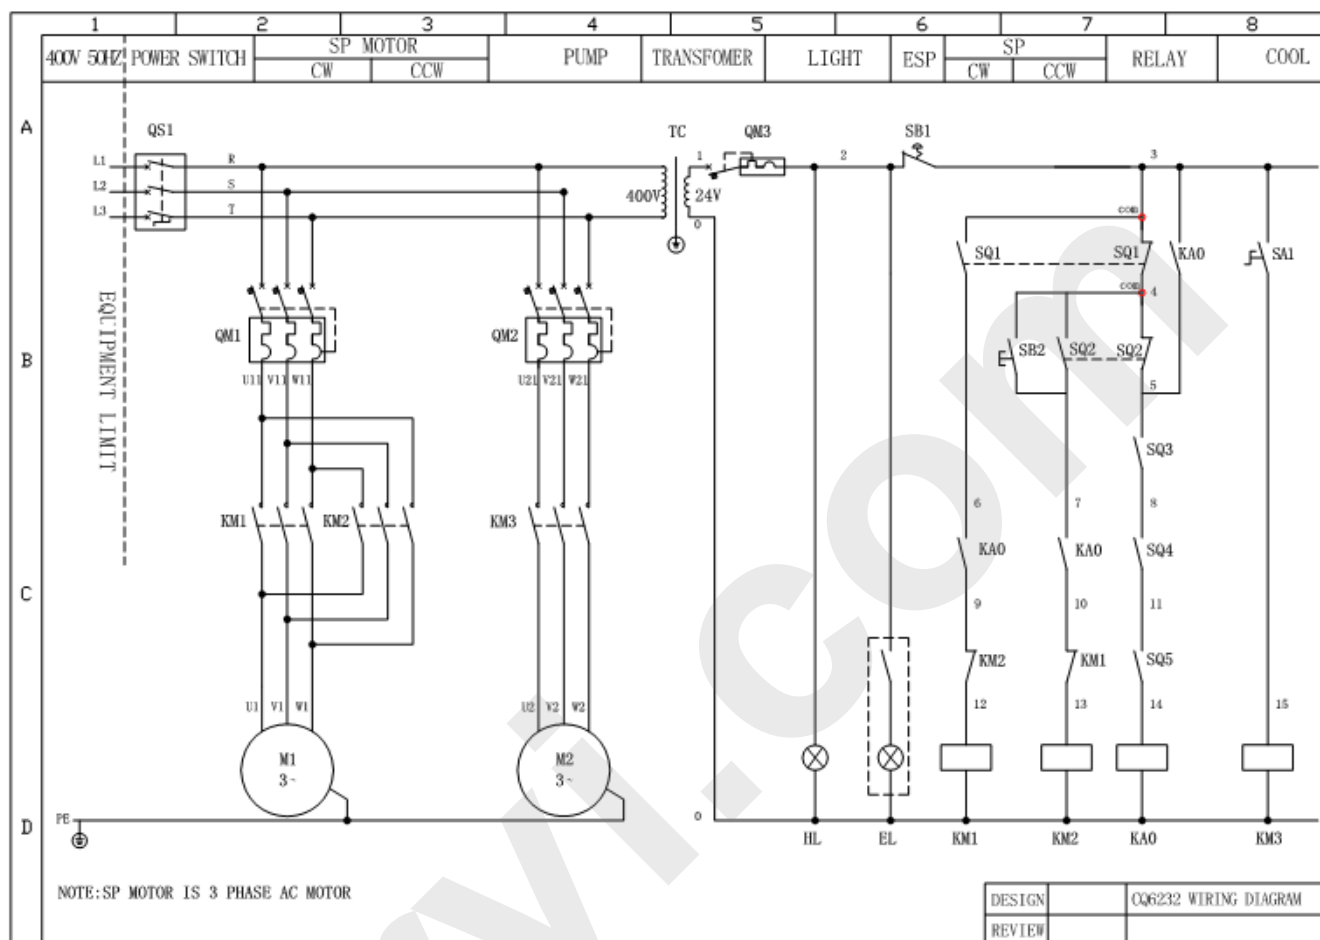 1 2 3 4 5 6 7 8
400V 50HZ POWER SWITCH SP MOTOR PUMP TRANSFOMER LIGHT ESP SP RELAY COOL
CW CCW CW CCW
A
QS1 TC QM3 SB1
L1 R 1 2 3
L2 S 400V 24V
L3 T 0 com
SQ1 SQ1 KA0 SA1
com 4
EQUIPMENT LIMIT
B
QM1 QM2 SB2 SQ2 SQ2
U11 V11 W11 U21 V21 W21 5
SQ3
6 7 8
KM1 KM2 KM3
KA0 KA0 SQ4
C
9 10 11
KM2 KM1 SQ5
U1 V1 W1 U2 V2 W2 12 13 14 15
M1 M2
3~ 3~
D PE 0
HL EL KM1 KM2 KA0 KM3
NOTE:SP MOTOR IS 3 PHASE AC MOTOR
DESIGN CQ6232 WIRING DIAGRAM
REVIEW
vi.com